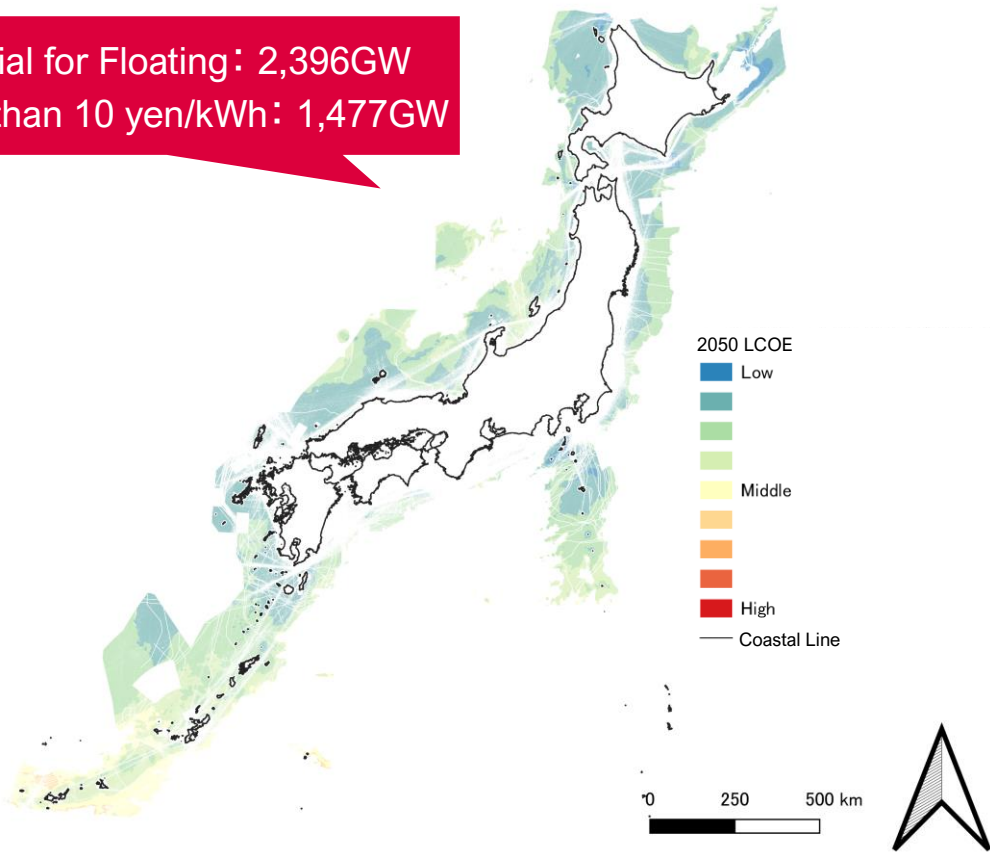 ial for Floating：2,396GW
than 10 yen/kWh：1,477GW
2050 LCOE
Low
Middle
High
Coastal Line
0 250 500 km